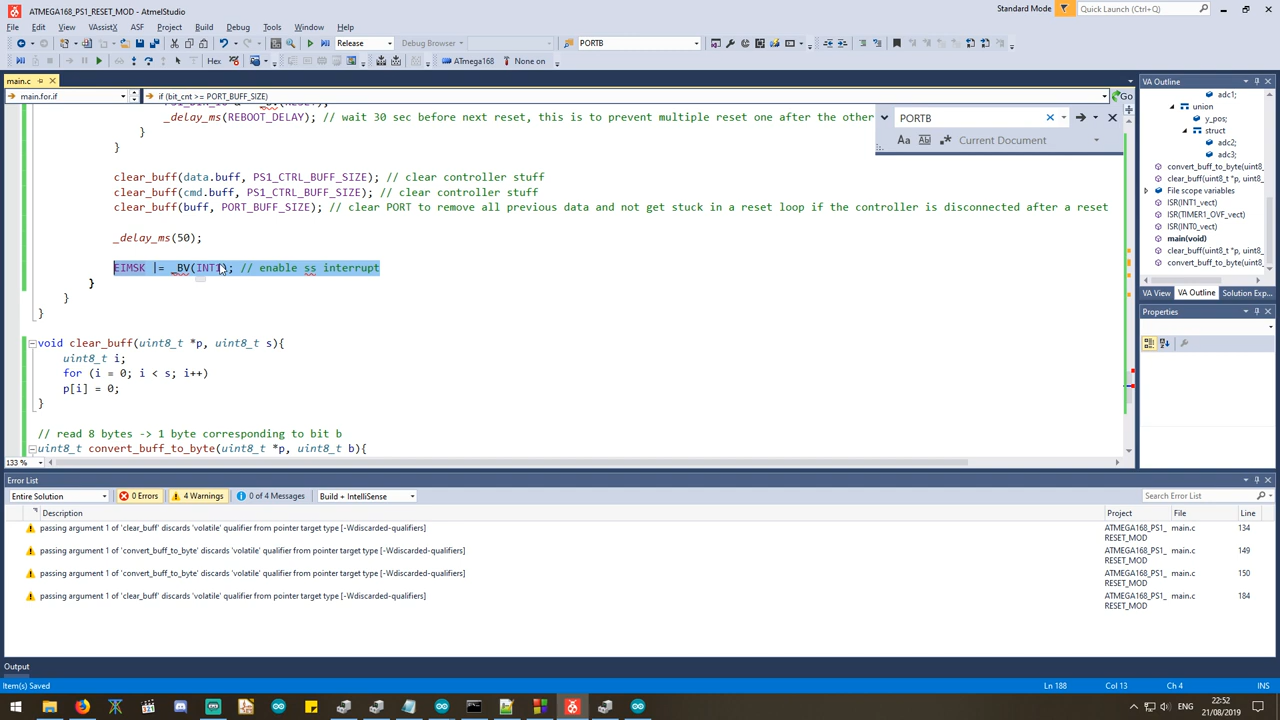 ATMEGA168_PS1_RESET_MOD - AtmelStudio
Standard Mode
Quick Launch (Ctrl+Q)
File Edit View VAssistX ASF Project Build Debug Tools Window Help
Release
Debug Browser
PORTB
Hex
ATmega168
None on
main.c
main.for.if
if (bit_cnt >= PORT_BUFF_SIZE)
Go
_delay_ms(REBOOT_DELAY); // wait 30 sec before next reset, this is to prevent multiple reset one after the other
}
}
clear_buff(data.buff, PS1_CTRL_BUFF_SIZE); // clear controller stuff
clear_buff(cmd.buff, PS1_CTRL_BUFF_SIZE); // clear controller stuff
clear_buff(buff, PORT_BUFF_SIZE); // clear PORT to remove all previous data and not get stuck in a reset loop if the controller is disconnected after a reset
_delay_ms(50);
EIMSK |= _BV(INT1); // enable ss interrupt
}
}
}
void clear_buff(uint8_t *p, uint8_t s){
uint8_t i;
for (i = 0; i < s; i++)
p[i] = 0;
}
// read 8 bytes -> 1 byte corresponding to bit b
uint8_t convert_buff_to_byte(uint8_t *p, uint8_t b){
133 %
PORTB
Aa Current Document
VA Outline
adc1;
union
y_pos;
struct
adc2;
adc3;
convert_buff_to_byte(uint8_t
clear_buff(uint8_t *p, uint8_t
File scope variables
ISR(INT1_vect)
ISR(TIMER1_OVF_vect)
ISR(INT0_vect)
main(void)
clear_buff(uint8_t *p, uint8_t
convert_buff_to_byte(uint8_t
VA View VA Outline Solution Exp...
Properties
Error List
Entire Solution
0 Errors
4 Warnings
0 of 4 Messages
Build + IntelliSense
Search Error List
Description Project File Line
passing argument 1 of 'clear_buff' discards 'volatile' qualifier from pointer target type [-Wdiscarded-qualifiers] ATMEGA168_PS1_ main.c 134
RESET_MOD
passing argument 1 of 'convert_buff_to_byte' discards 'volatile' qualifier from pointer target type [-Wdiscarded-qualifiers] ATMEGA168_PS1_ main.c 149
RESET_MOD
passing argument 1 of 'convert_buff_to_byte' discards 'volatile' qualifier from pointer target type [-Wdiscarded-qualifiers] ATMEGA168_PS1_ main.c 150
RESET_MOD
passing argument 1 of 'clear_buff' discards 'volatile' qualifier from pointer target type [-Wdiscarded-qualifiers] ATMEGA168_PS1_ main.c 184
RESET_MOD
Output
Item(s) Saved
Ln 188 Col 13 Ch 4 INS
ENG
22:52
21/08/2019